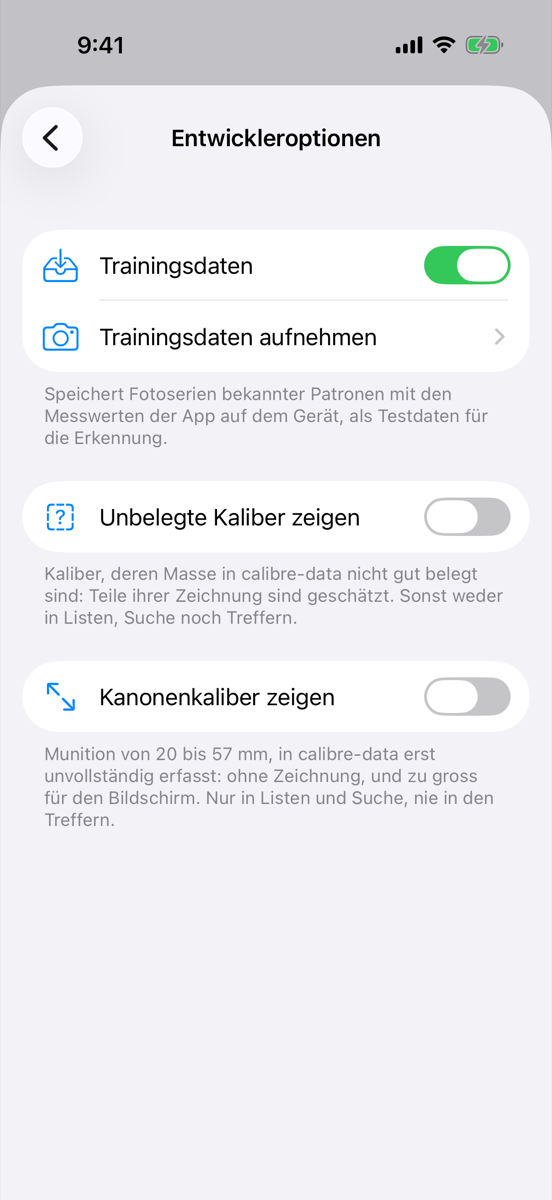 9:41
Entwickleroptionen
Trainingsdaten
Trainingsdaten aufnehmen
Speichert Fotoserien bekannter Patronen mit den
Messwerten der App auf dem Gerät, als Testdaten für
die Erkennung.
Unbelegte Kaliber zeigen
Kaliber, deren Masse in calibre-data nicht gut belegt
sind: Teile ihrer Zeichnung sind geschätzt. Sonst weder
in Listen, Suche noch Treffern.
Kanonenkaliber zeigen
Munition von 20 bis 57 mm, in calibre-data erst
unvollständig erfasst: ohne Zeichnung, und zu gross
für den Bildschirm. Nur in Listen und Suche, nie in den
Treffern.